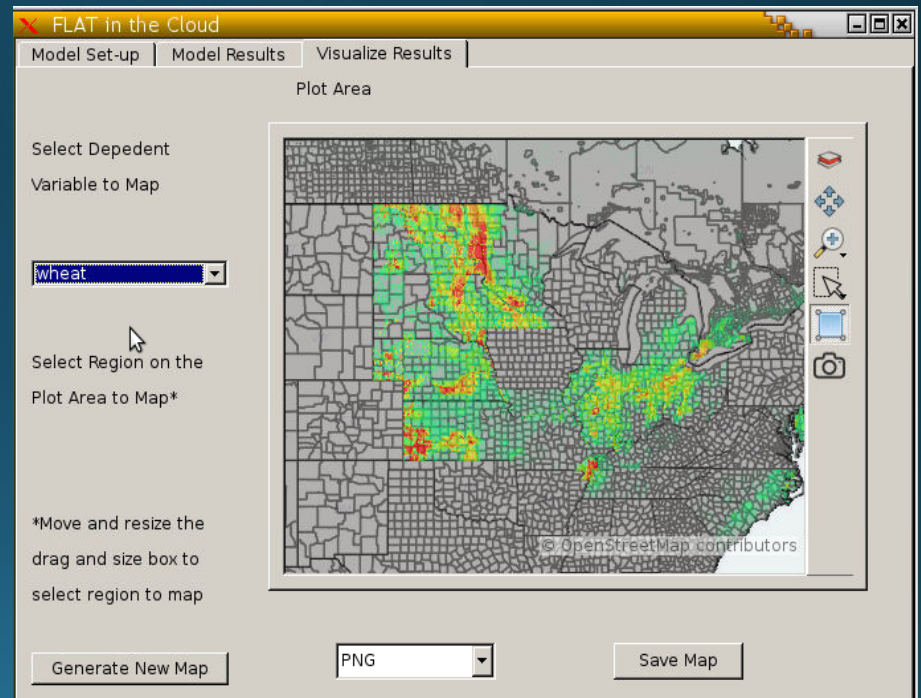 FLAT in the Cloud
Model Set-up
Model Results
Visualize Results
Plot Area
Select Depedent
Variable to Map
wheat
Select Region on the
Plot Area to Map*
*Move and resize the
drag and size box to
select region to map
© OpenStreetMap contributors
Generate New Map
PNG
Save Map